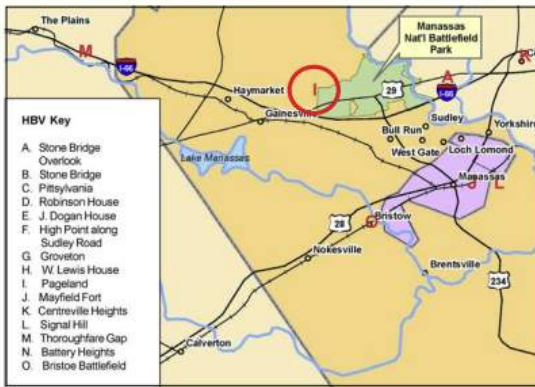 The Plains
M
I-66
Manassas
Nat'l Battlefield
Park
Haymarket
I
29
A
I-66
Gainesville
Sudley
Bull Run
Yorkshire
West Gate
Loch Lomond
Lake Manassas
Manassas
J
L
HBV Key
A. Stone Bridge
Overlook
B. Stone Bridge
C. Pittsylvania
D. Robinson House
E. J. Dogan House
F. High Point along
Sudley Road
G. Groveton
H. W. Lewis House
I. Pageland
J. Mayfield Fort
K. Centreville Heights
L. Signal Hill
M. Thoroughfare Gap
N. Battery Heights
O. Bristoe Battlefield
Bristow
28
O
Nokesville
Brentsville
234
Calverton